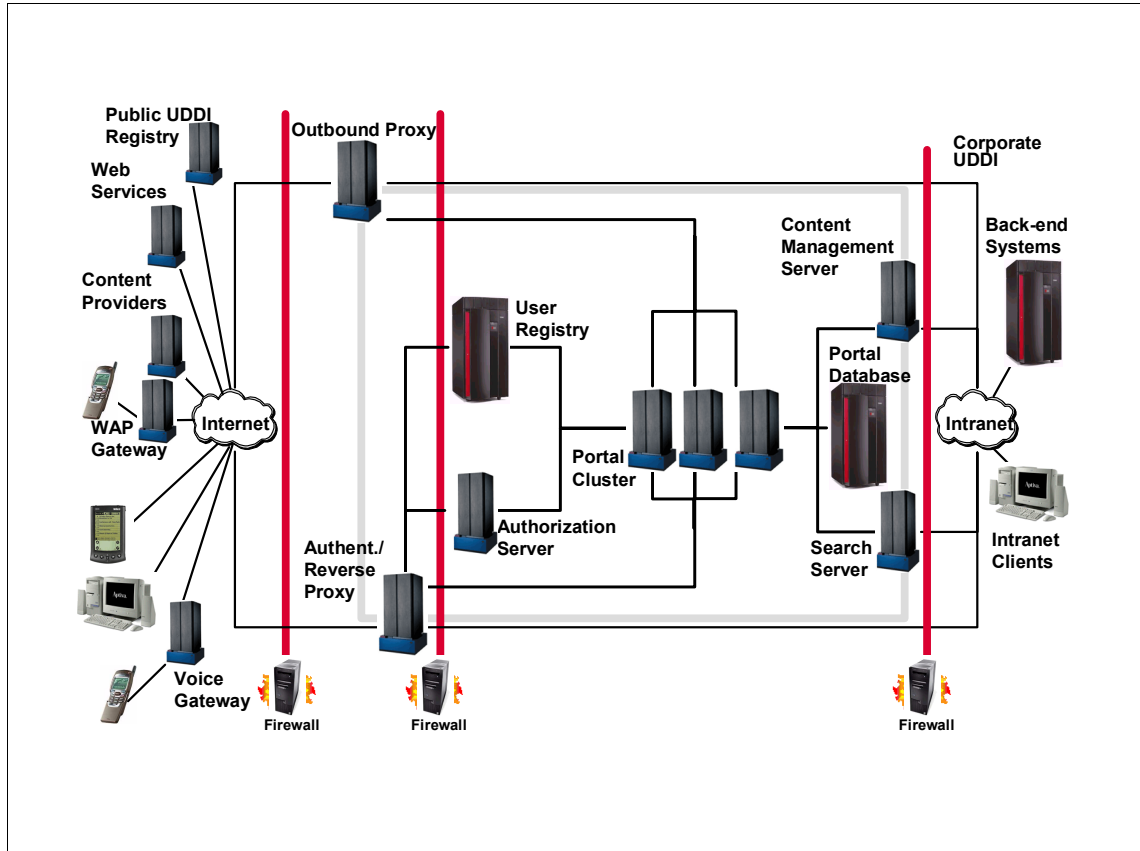 Public UDDI
Registry
Outbound Proxy
Corporate
UDDI
Web
Services
Content
Management
Server
Back-end
Systems
Content
Providers
User
Registry
Portal
Database
WAP
Gateway
Internet
Intranet
Portal
Cluster
Authorization
Server
Authent./
Reverse
Proxy
Search
Server
Intranet
Clients
Aptiva
Aptiva
Voice
Gateway
Firewall
Firewall
Firewall